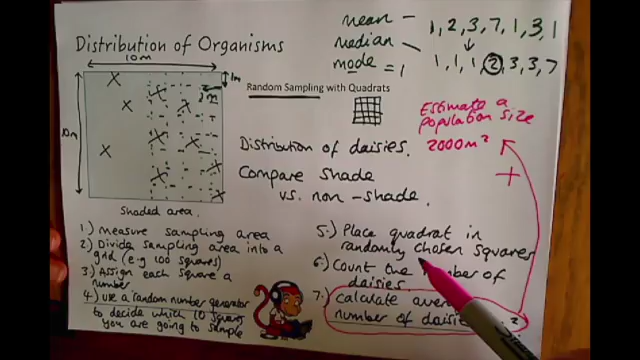 Distribution of Organisms
10m
1m
10m
Shaded area.
mean
median
mode = 1
1, 2, 3, 7, 1, 3, 1
1, 1, 1, 2, 3, 3, 7
Random Sampling with Quadrats
Distribution of daisies.
Compare shade
vs. non-shade.
Estimate a
population size
2000m²
1.) measure sampling area
2) Divide sampling area into a
grid (e.g 100 squares)
3) Assign each square a
number
4) use a random number generator
to decide which 10 squares
you are going to sample
5.) Place quadrat in
randomly chosen squares
6.) Count the number of
daisies
7.) calculate
number of